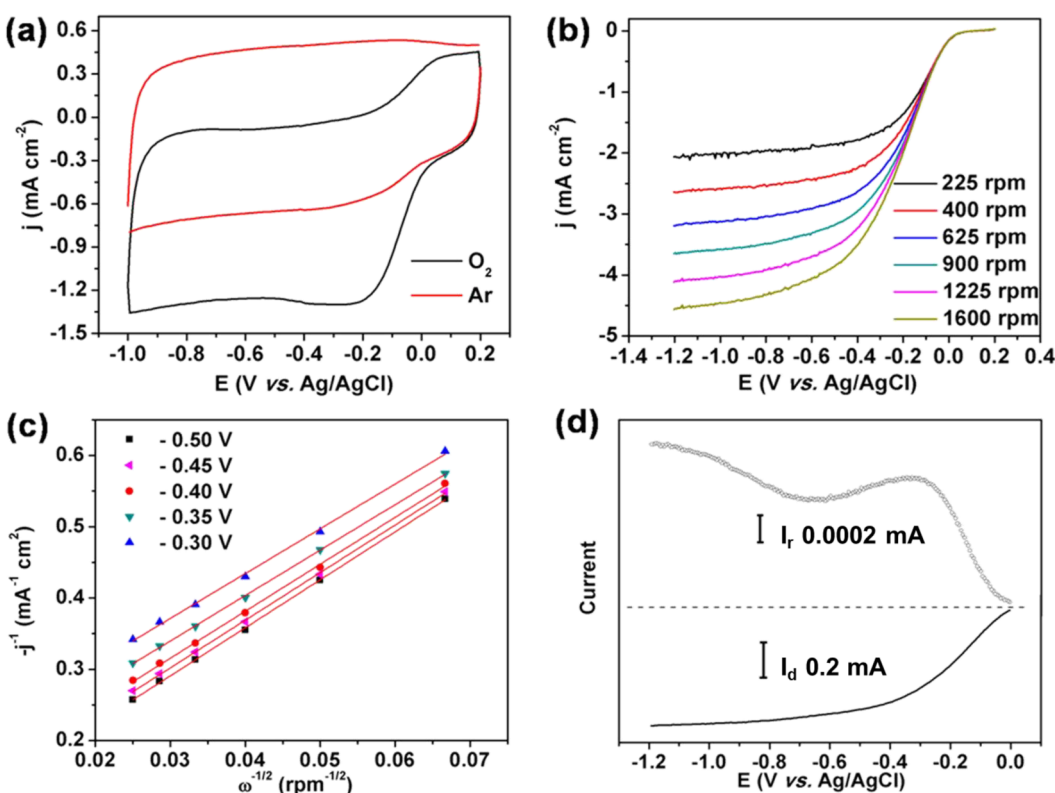 (a)
0.6
0.3
0.0
-0.3
-0.6
-0.9
-1.2
-1.5
j (mA cm⁻²)
O₂
Ar
-1.0 -0.8 -0.6 -0.4 -0.2 0.0 0.2
E (V vs. Ag/AgCl)
(b)
0
-1
-2
-3
-4
-5
j (mA cm⁻²)
225 rpm
400 rpm
625 rpm
900 rpm
1225 rpm
1600 rpm
-1.4 -1.2 -1.0 -0.8 -0.6 -0.4 -0.2 0.0 0.2 0.4
E (V vs. Ag/AgCl)
(c)
0.6
0.5
0.4
0.3
0.2
-j⁻¹ (mA⁻¹ cm²)
- 0.50 V
- 0.45 V
- 0.40 V
- 0.35 V
- 0.30 V
0.02 0.03 0.04 0.05 0.06 0.07
ω⁻¹/² (rpm⁻¹/²)
(d)
Current
Iᵣ 0.0002 mA
I_d 0.2 mA
-1.2 -1.0 -0.8 -0.6 -0.4 -0.2 0.0
E (V vs. Ag/AgCl)